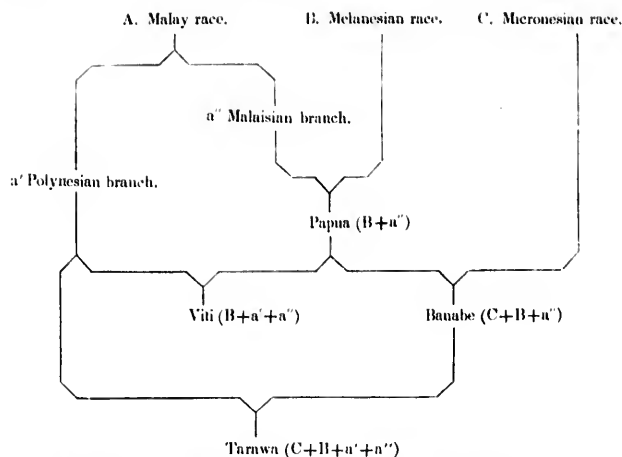 A. Malay race. B. Melanesian race. C. Micronesian race.
a″ Malaisian branch.
a′ Polynesian branch.
Papua (B+a″)
Viti (B+a′+a″) Banabe (C+B+a″)
Tarawa (C+B+a′+a″)